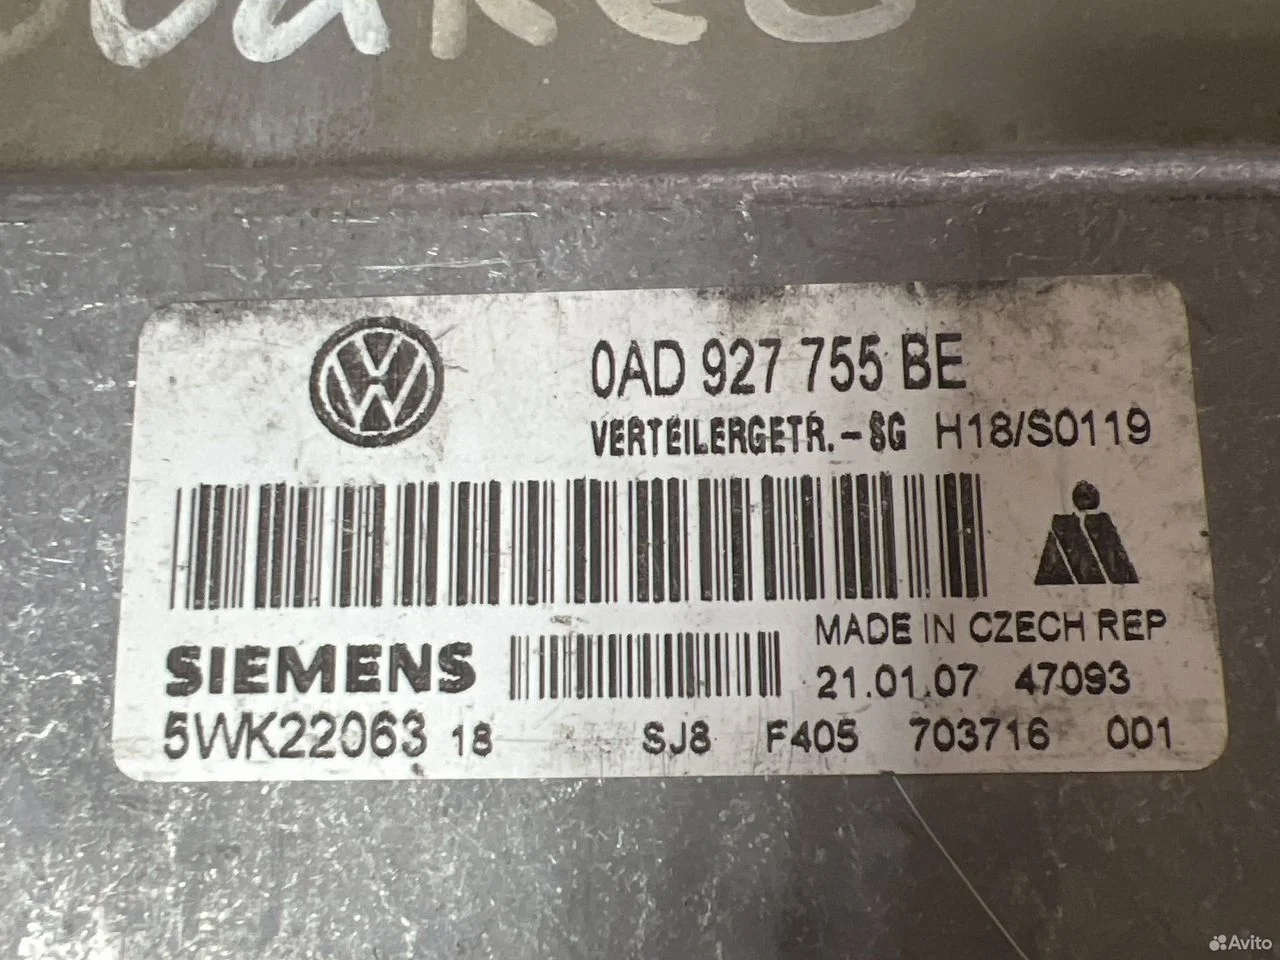 0AD 927 755 BE
VERTEILERGETR.-SG H18/S0119
MADE IN CZECH REP
SIEMENS 21.01.07 47093
5WK22063 18 SJ8 F405 703716 001
Avito